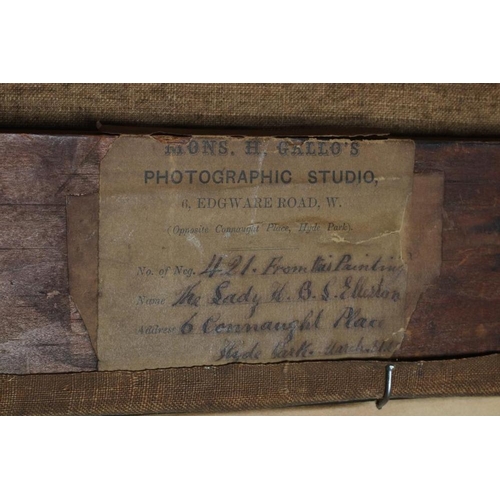 MONS. H. GALLO'S
PHOTOGRAPHIC STUDIO,
6, EDGWARE ROAD, W.
(Opposite Connaught Place, Hyde Park).
No. of Neg. 421. From Painting
Name The Lady
Address 6 Connaught Place
Hyde Park